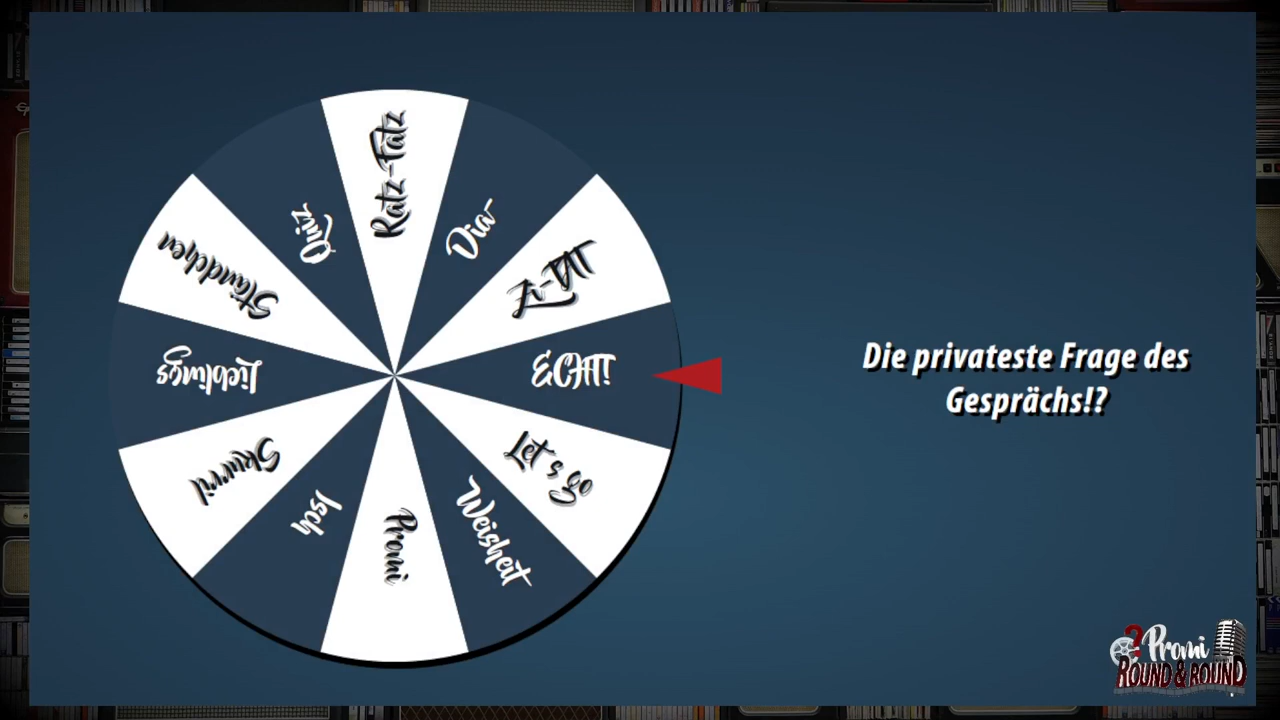 Ratz-Fatz
Dia-
Zi-TAT
ECHT!
Let's go
Weisheit
Promi
Isch
Skurril
Lieblings
Ständchen
Quiz
Die privateste Frage des
Gesprächs!?
Promi
ROUND & ROUND